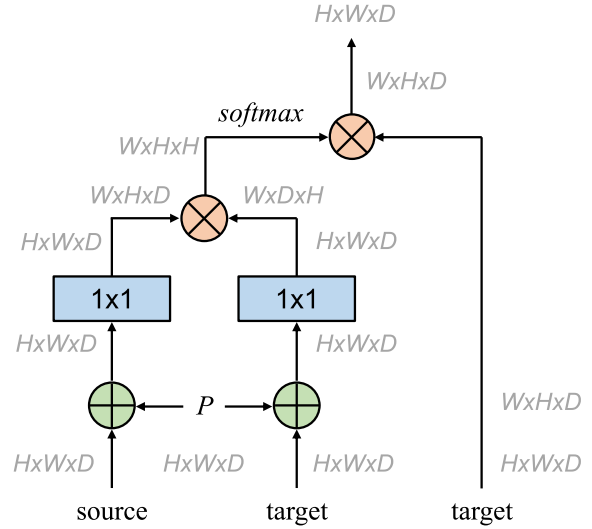 HxWxD
WxHxD
softmax
WxHxH
WxHxD WxDxH
HxWxD HxWxD
1x1 1x1
HxWxD HxWxD
P
WxHxD
HxWxD HxWxD HxWxD HxWxD
source target target